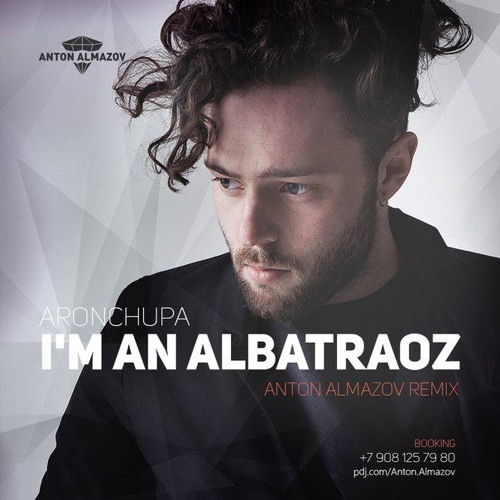 ANTON ALMAZOV
ARONCHUPA
I'M AN ALBATRAOZ
ANTON ALMAZOV REMIX
BOOKING
+7 908 125 79 80
pdj.com/Anton.Almazov